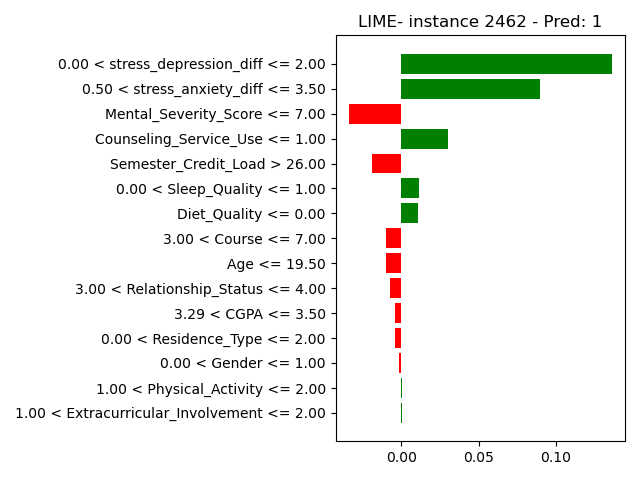 LIME- instance 2462 - Pred: 1
0.00 < stress_depression_diff <= 2.00
0.50 < stress_anxiety_diff <= 3.50
Mental_Severity_Score <= 7.00
Counseling_Service_Use <= 1.00
Semester_Credit_Load > 26.00
0.00 < Sleep_Quality <= 1.00
Diet_Quality <= 0.00
3.00 < Course <= 7.00
Age <= 19.50
3.00 < Relationship_Status <= 4.00
3.29 < CGPA <= 3.50
0.00 < Residence_Type <= 2.00
0.00 < Gender <= 1.00
1.00 < Physical_Activity <= 2.00
1.00 < Extracurricular_Involvement <= 2.00
0.00 0.05 0.10